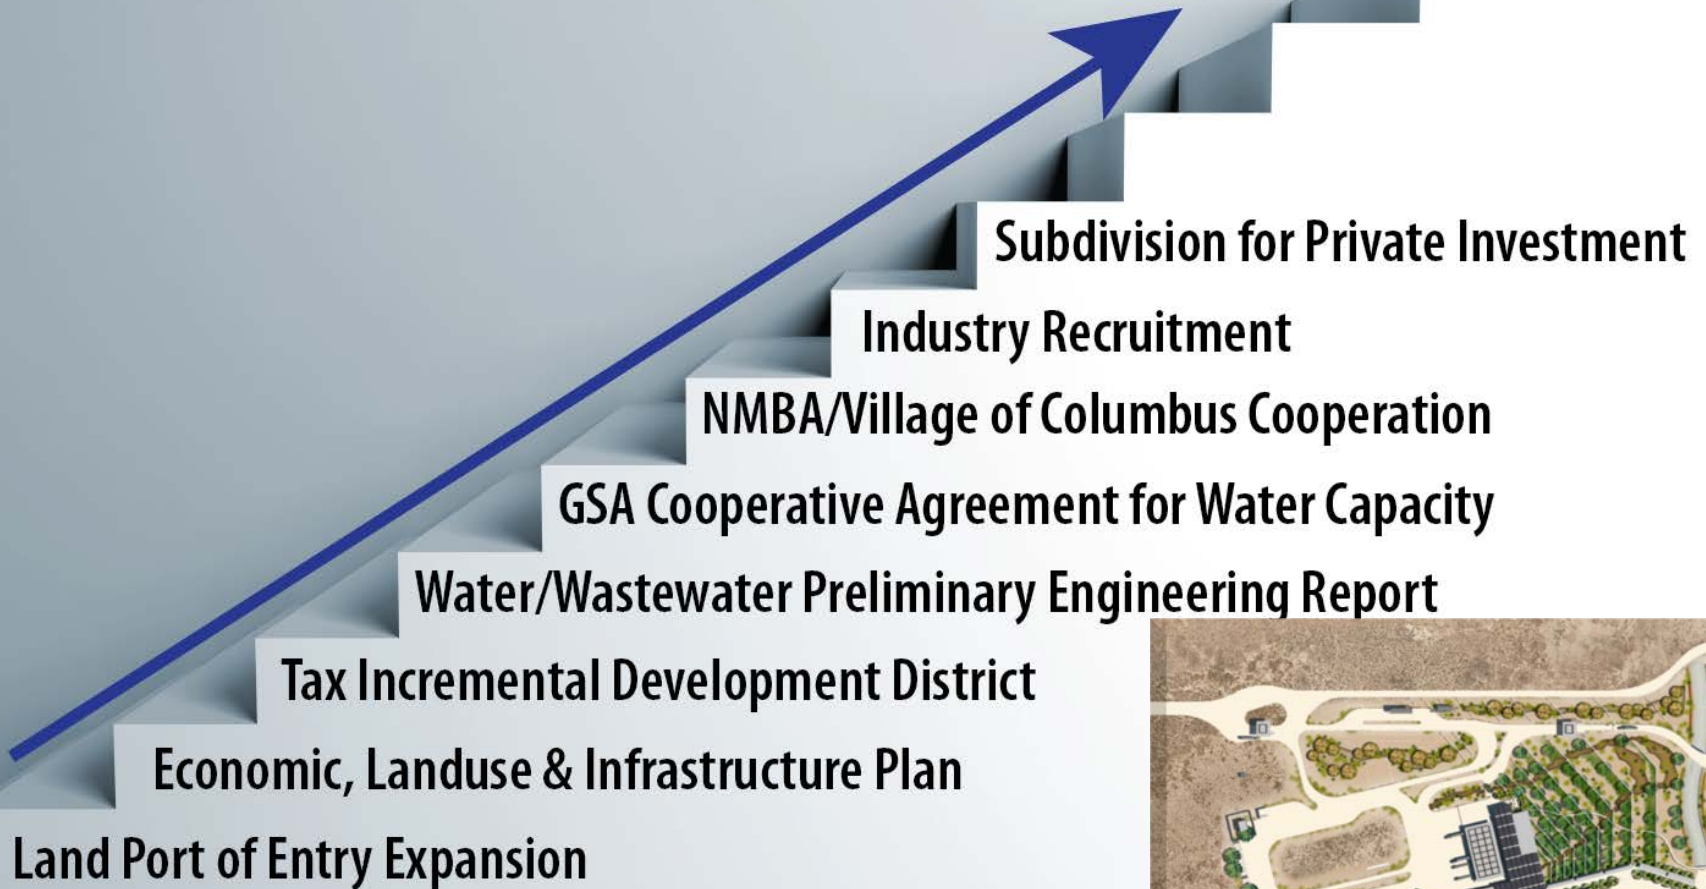 Subdivision for Private Investment
Industry Recruitment
NMBA/Village of Columbus Cooperation
GSA Cooperative Agreement for Water Capacity
Water/Wastewater Preliminary Engineering Report
Tax Incremental Development District
Economic, Landuse & Infrastructure Plan
Land Port of Entry Expansion